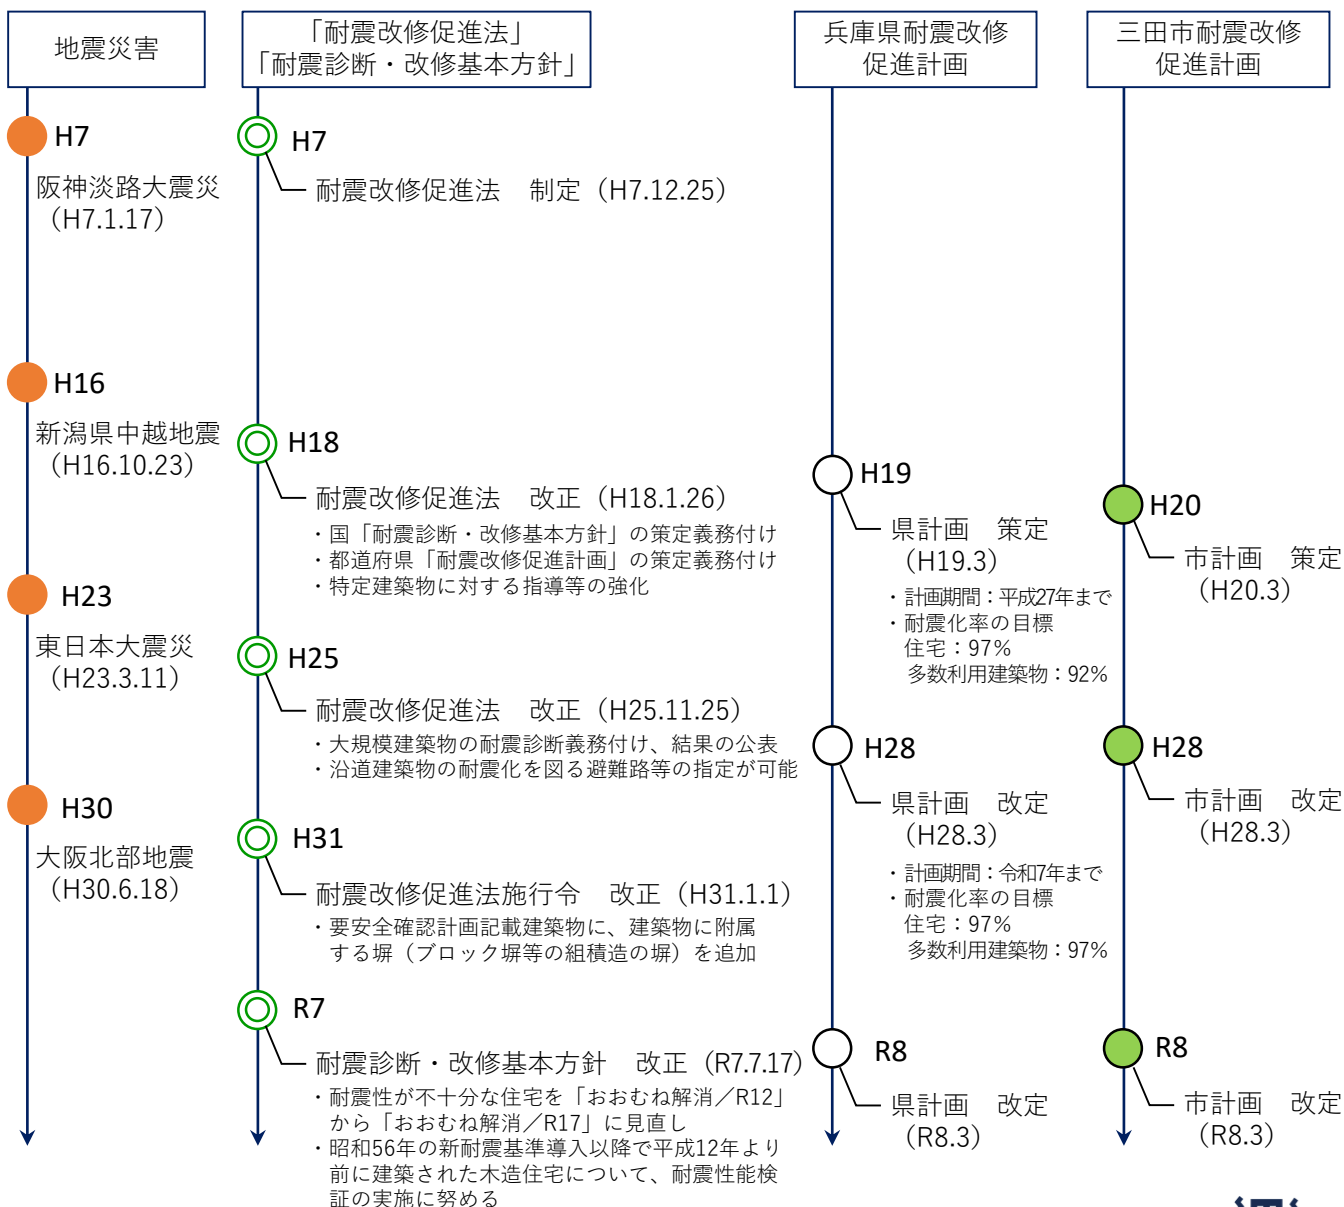 地震災害
H7
阪神淡路大震災
（H7.1.17）
H16
新潟県中越地震
（H16.10.23）
H23
東日本大震災
（H23.3.11）
H30
大阪北部地震
（H30.6.18）
「耐震改修促進法」
「耐震診断・改修基本方針」
H7
耐震改修促進法　制定（H7.12.25）
H18
耐震改修促進法　改正（H18.1.26）
・国「耐震診断・改修基本方針」の策定義務付け
・都道府県「耐震改修促進計画」の策定義務付け
・特定建築物に対する指導等の強化
H25
耐震改修促進法　改正（H25.11.25）
・大規模建築物の耐震診断義務付け、結果の公表
・沿道建築物の耐震化を図る避難路等の指定が可能
H31
耐震改修促進法施行令　改正（H31.1.1）
・要安全確認計画記載建築物に、建築物に附属
する塀（ブロック塀等の組積造の塀）を追加
R7
耐震診断・改修基本方針　改正（R7.7.17）
・耐震性が不十分な住宅を「おおむね解消／R12」
から「おおむね解消／R17」に見直し
・昭和56年の新耐震基準導入以降で平成12年より
前に建築された木造住宅について、耐震性能検
証の実施に努める
兵庫県耐震改修
促進計画
H19
県計画　策定
（H19.3）
・計画期間：平成27年まで
・耐震化率の目標
住宅：97%
多数利用建築物：92%
H28
県計画　改定
（H28.3）
・計画期間：令和7年まで
・耐震化率の目標
住宅：97%
多数利用建築物：97%
R8
県計画　改定
（R8.3）
三田市耐震改修
促進計画
H20
市計画　策定
（H20.3）
H28
市計画　改定
（H28.3）
R8
市計画　改定
（R8.3）